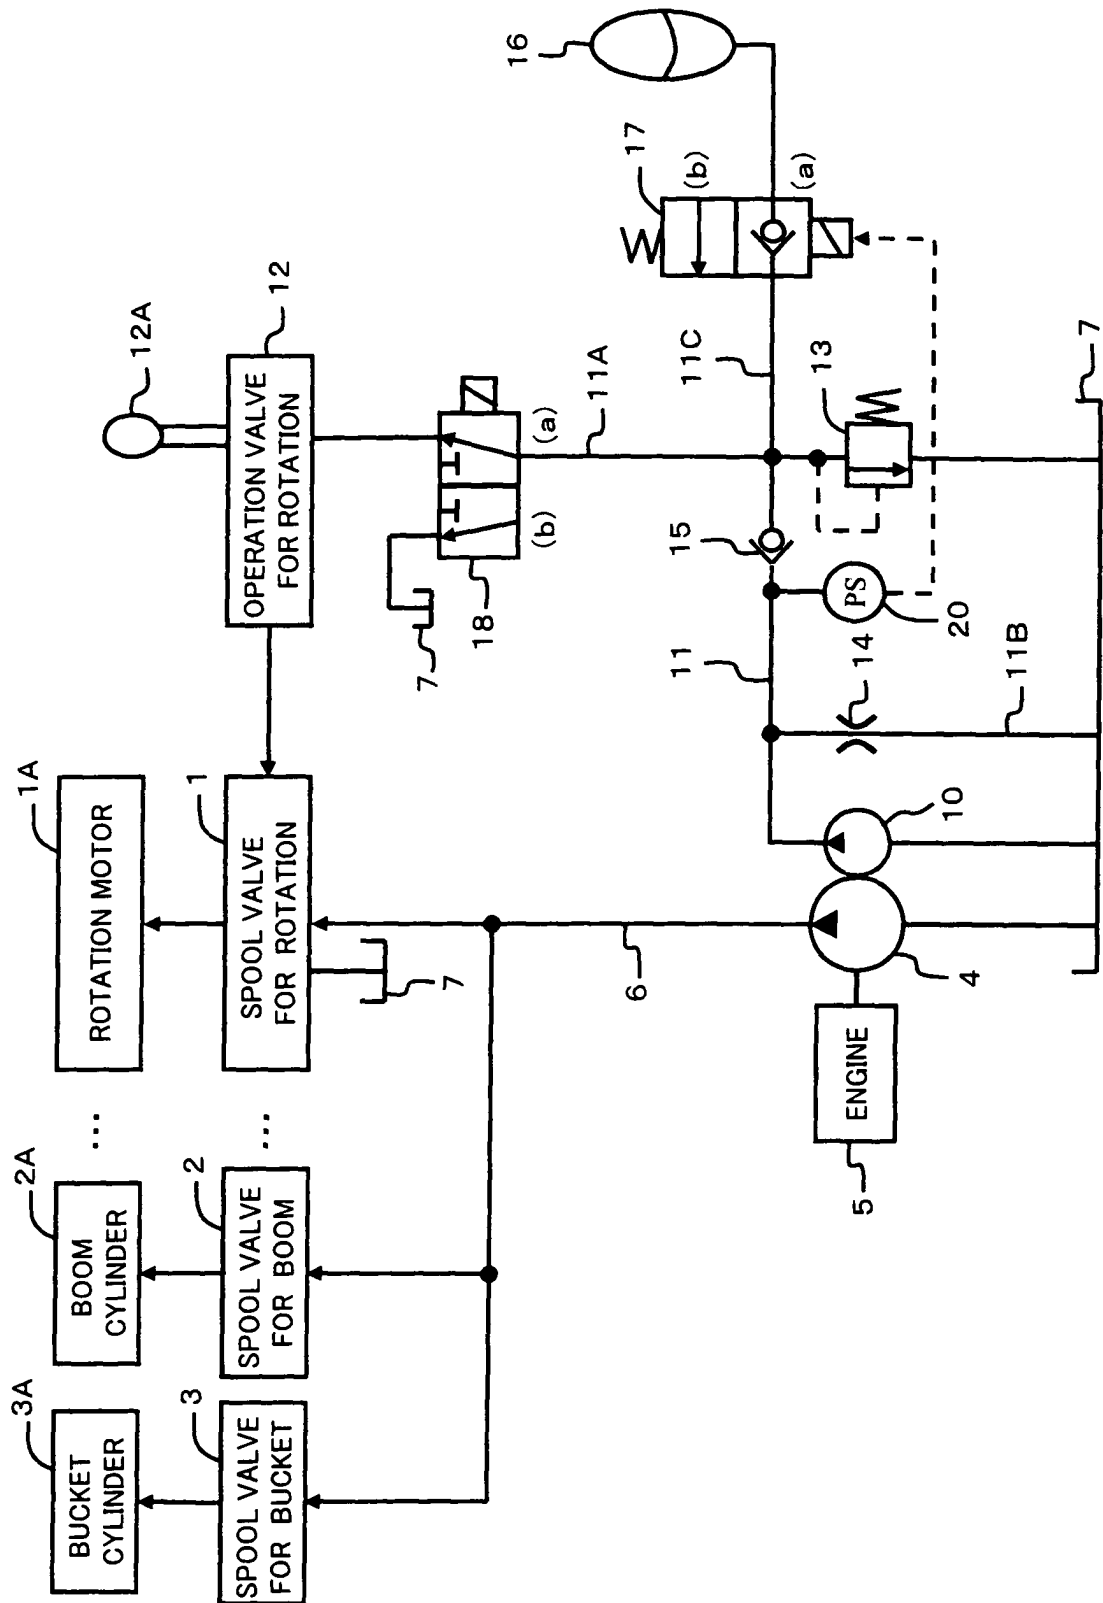 3A
BUCKET
CYLINDER
2A
BOOM
CYLINDER
...
1A
ROTATION MOTOR
12A
3
SPOOL VALVE
FOR BUCKET
2
SPOOL VALVE
FOR BOOM
...
1
SPOOL VALVE
FOR ROTATION
7
12
OPERATION VALVE
FOR ROTATION
7
18
(b)
(a)
11A
16
17
(b)
(a)
11C
6
11
15
13
5
ENGINE
4
10
14
11B
PS
20
7